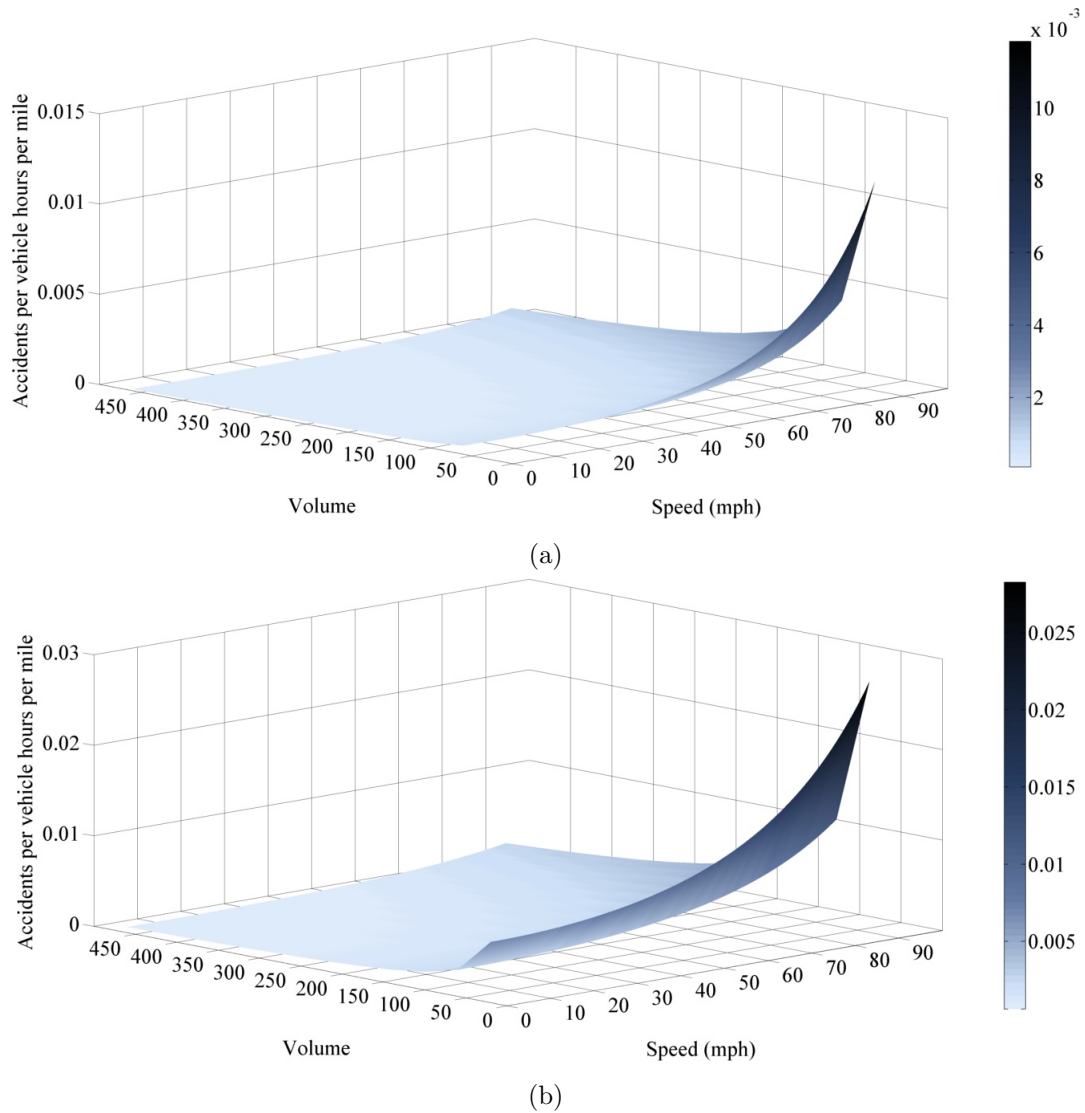 x 10-3
0.015
0.01
0.005
0
Accidents per vehicle hours per mile
450 400 350 300 250 200 150 100 50 0
Volume
0 10 20 30 40 50 60 70 80 90
Speed (mph)
10
8
6
4
2
(a)
0.03
0.02
0.01
0
Accidents per vehicle hours per mile
450 400 350 300 250 200 150 100 50 0
Volume
0 10 20 30 40 50 60 70 80 90
Speed (mph)
0.025
0.02
0.015
0.01
0.005
(b)